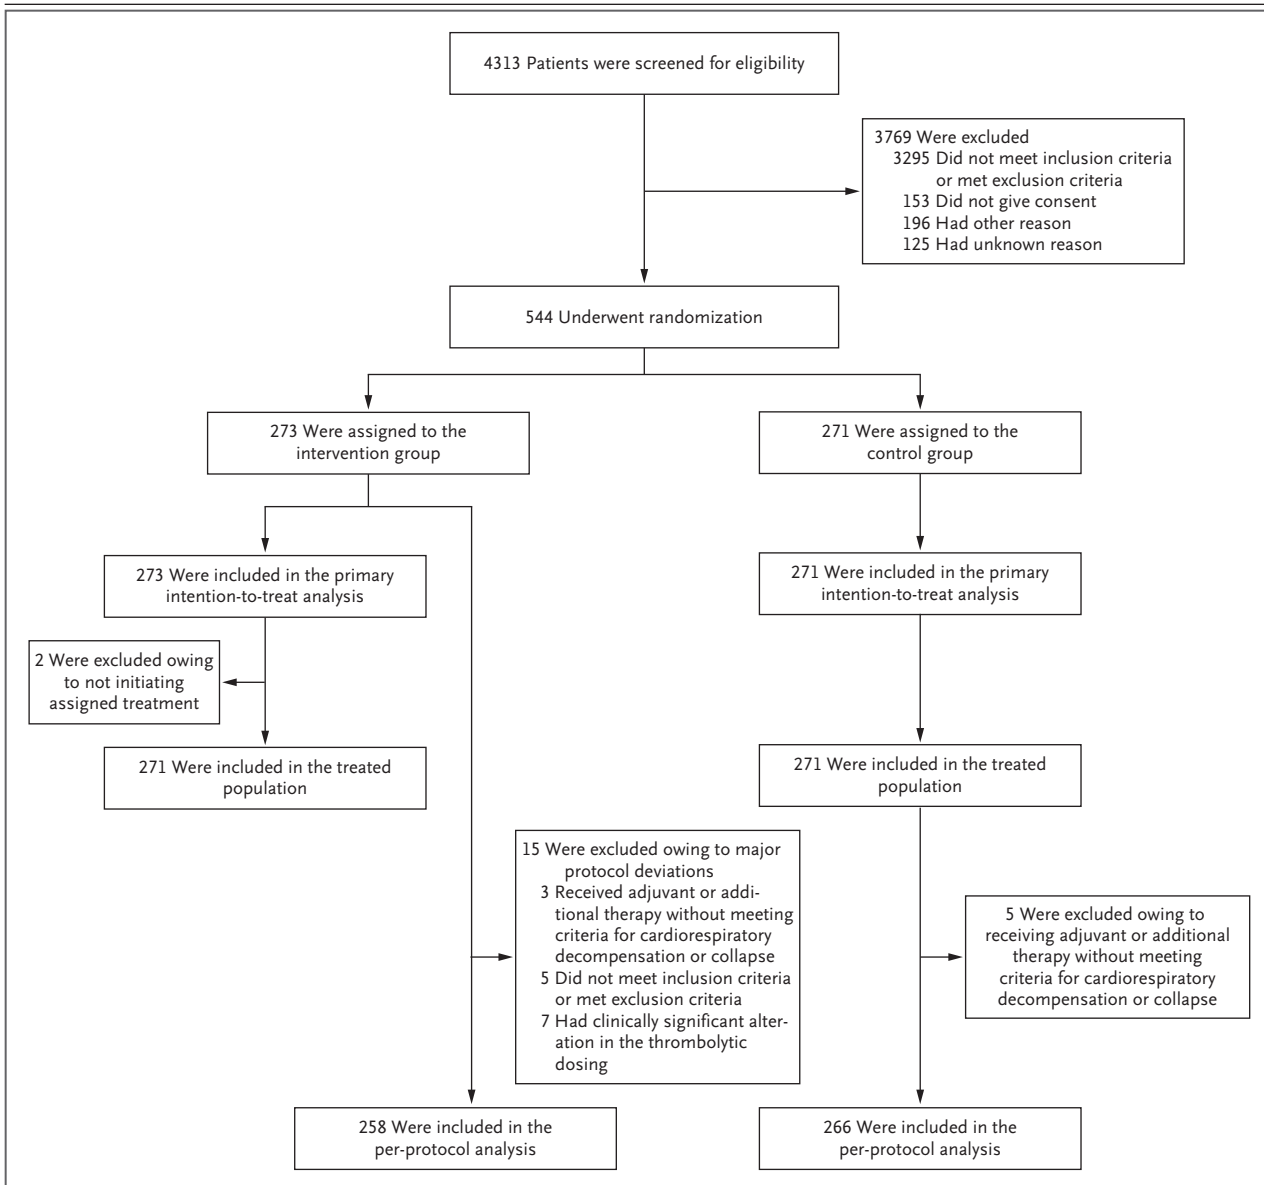 4313 Patients were screened for eligibility
3769 Were excluded
3295 Did not meet inclusion criteria
or met exclusion criteria
153 Did not give consent
196 Had other reason
125 Had unknown reason
544 Underwent randomization
273 Were assigned to the
intervention group
271 Were assigned to the
control group
273 Were included in the primary
intention-to-treat analysis
271 Were included in the primary
intention-to-treat analysis
2 Were excluded owing
to not initiating
assigned treatment
271 Were included in the treated
population
271 Were included in the treated
population
15 Were excluded owing to major
protocol deviations
3 Received adjuvant or addi-
tional therapy without meeting
criteria for cardiorespiratory
decompensation or collapse
5 Did not meet inclusion criteria
or met exclusion criteria
7 Had clinically significant alter-
ation in the thrombolytic
dosing
5 Were excluded owing to
receiving adjuvant or additional
therapy without meeting
criteria for cardiorespiratory
decompensation or collapse
258 Were included in the
per-protocol analysis
266 Were included in the
per-protocol analysis